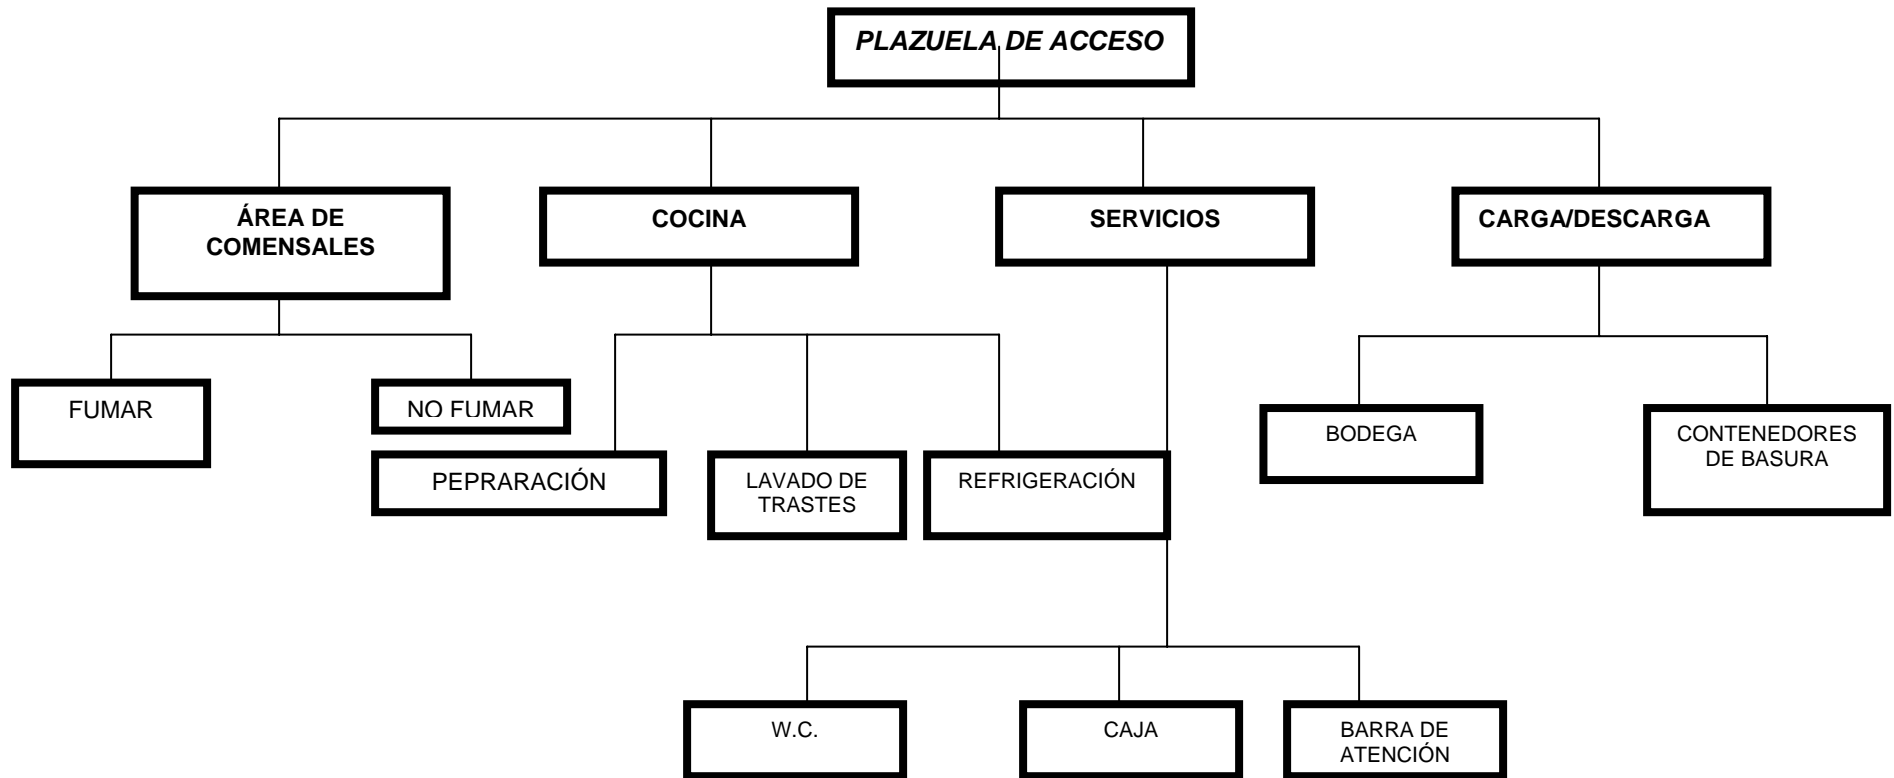 PLAZUELA DE ACCESO
ÁREA DE
COMENSALES
COCINA
SERVICIOS
CARGA/DESCARGA
FUMAR
NO FUMAR
PEPRARACIÓN
LAVADO DE
TRASTES
REFRIGERACIÓN
BODEGA
CONTENEDORES
DE BASURA
W.C.
CAJA
BARRA DE
ATENCIÓN